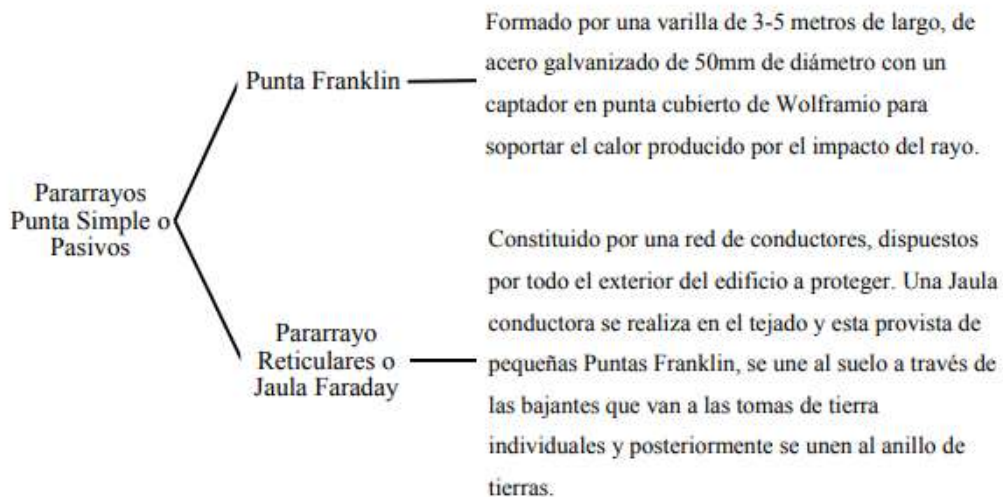 Pararrayos
Punta Simple o
Pasivos
Punta Franklin
Formado por una varilla de 3-5 metros de largo, de
acero galvanizado de 50mm de diámetro con un
captador en punta cubierto de Wolframio para
soportar el calor producido por el impacto del rayo.
Pararrayo
Reticulares o
Jaula Faraday
Constituido por una red de conductores, dispuestos
por todo el exterior del edificio a proteger. Una Jaula
conductora se realiza en el tejado y esta provista de
pequeñas Puntas Franklin, se une al suelo a través de
las bajantes que van a las tomas de tierra
individuales y posteriormente se unen al anillo de
tierras.